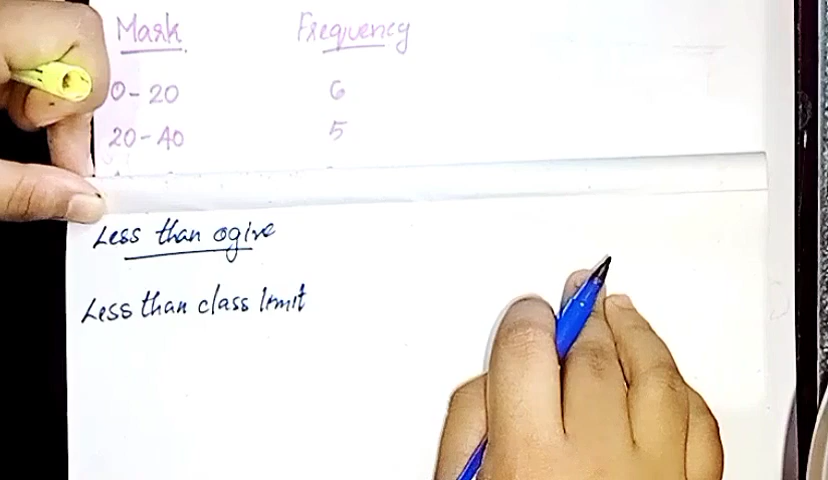 Mark Frequency
0-20 6
20-40 5
Less than ogive
Less than class limit